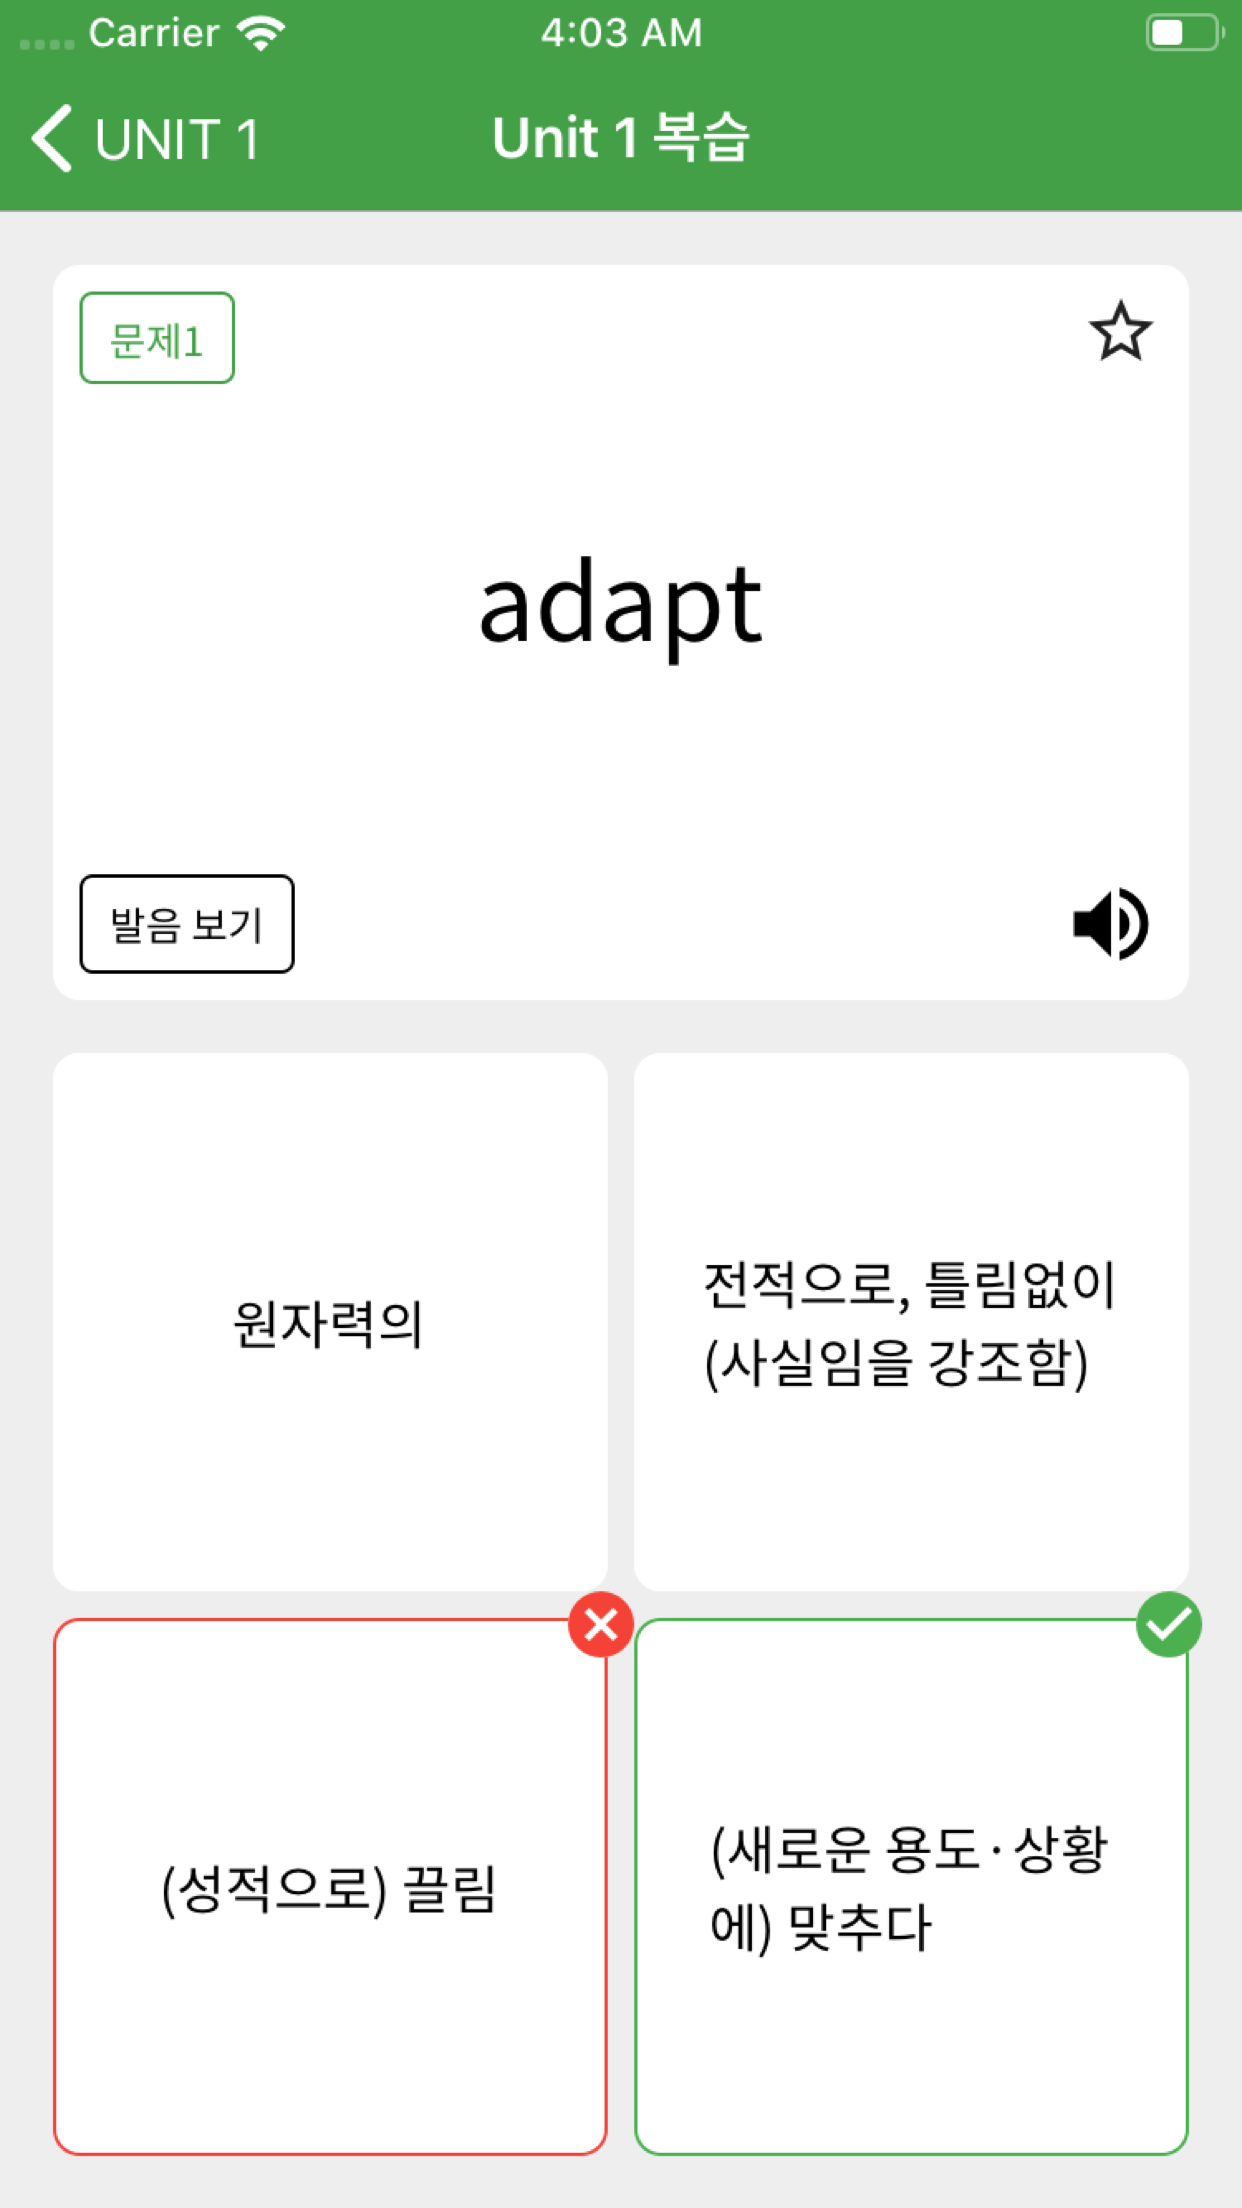 Carrier 4:03 AM
UNIT 1 Unit 1 복습
문제1
adapt
발음 보기
원자력의
전적으로, 틀림없이
(사실임을 강조함)
(성적으로) 끌림
(새로운 용도·상황
에) 맞추다